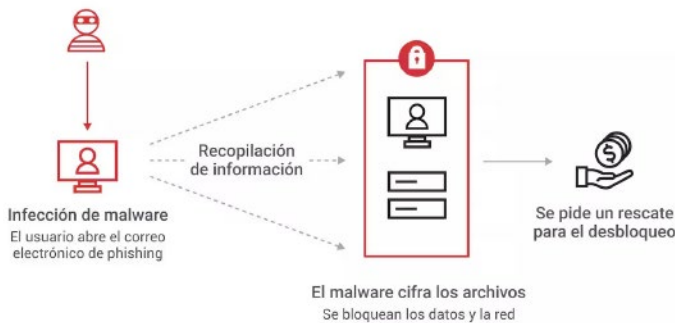 Recopilación
de información
Infección de malware
El usuario abre el correo
electrónico de phishing
Se pide un rescate
para el desbloqueo
El malware cifra los archivos
Se bloquean los datos y la red